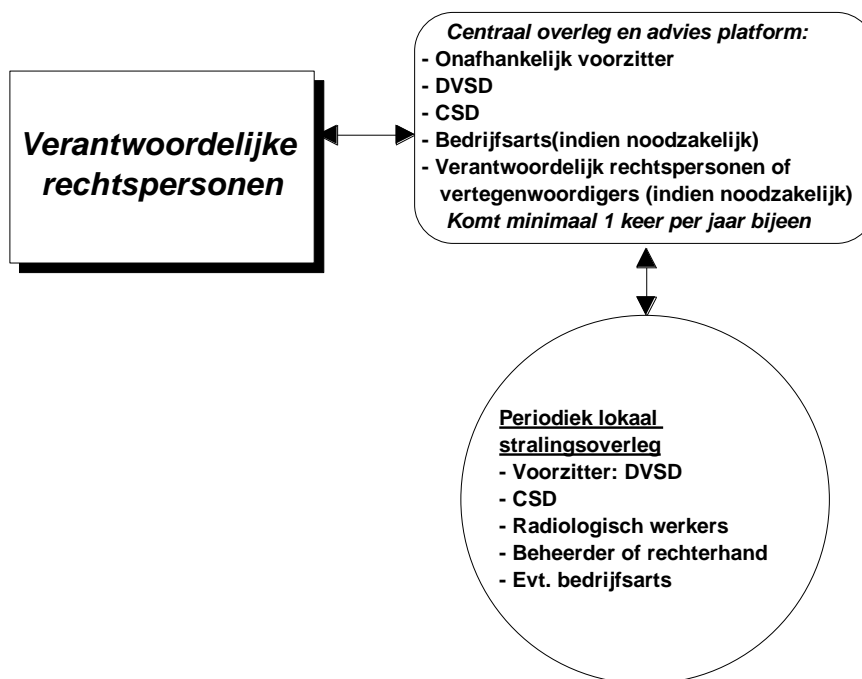 Verantwoordelijke
rechtspersonen
Centraal overleg en advies platform:
- Onafhankelijk voorzitter
- DVSD
- CSD
- Bedrijfsarts(indien noodzakelijk)
- Verantwoordelijk rechtspersonen of
vertegenwoordigers (indien noodzakelijk)
Komt minimaal 1 keer per jaar bijeen
Periodiek lokaal
stralingsoverleg
- Voorzitter: DVSD
- CSD
- Radiologisch werkers
- Beheerder of rechterhand
- Evt. bedrijfsarts